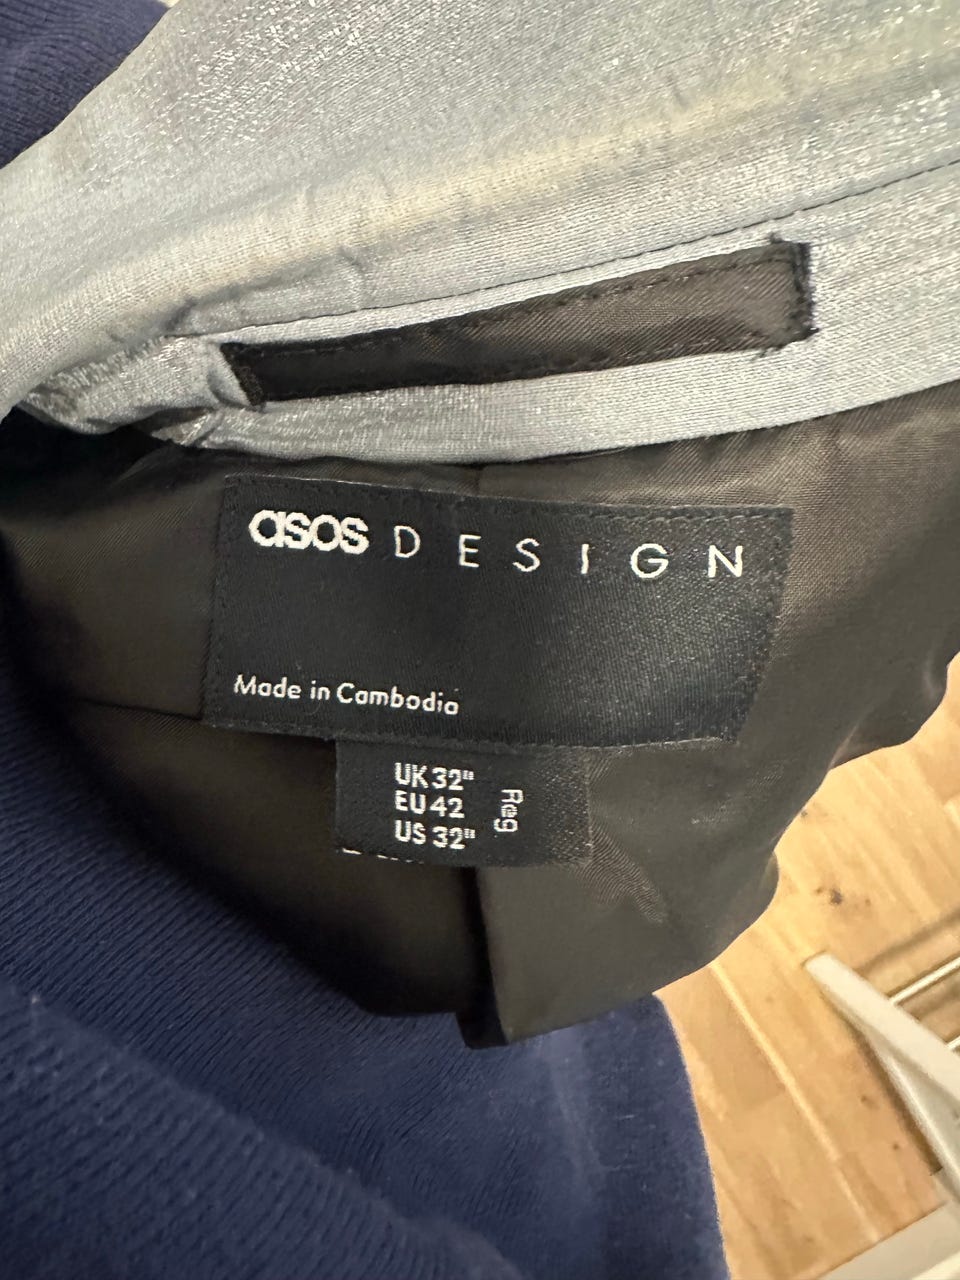 asos DESIGN
Made in Cambodia
UK 32"
EU 42
US 32"
Reg